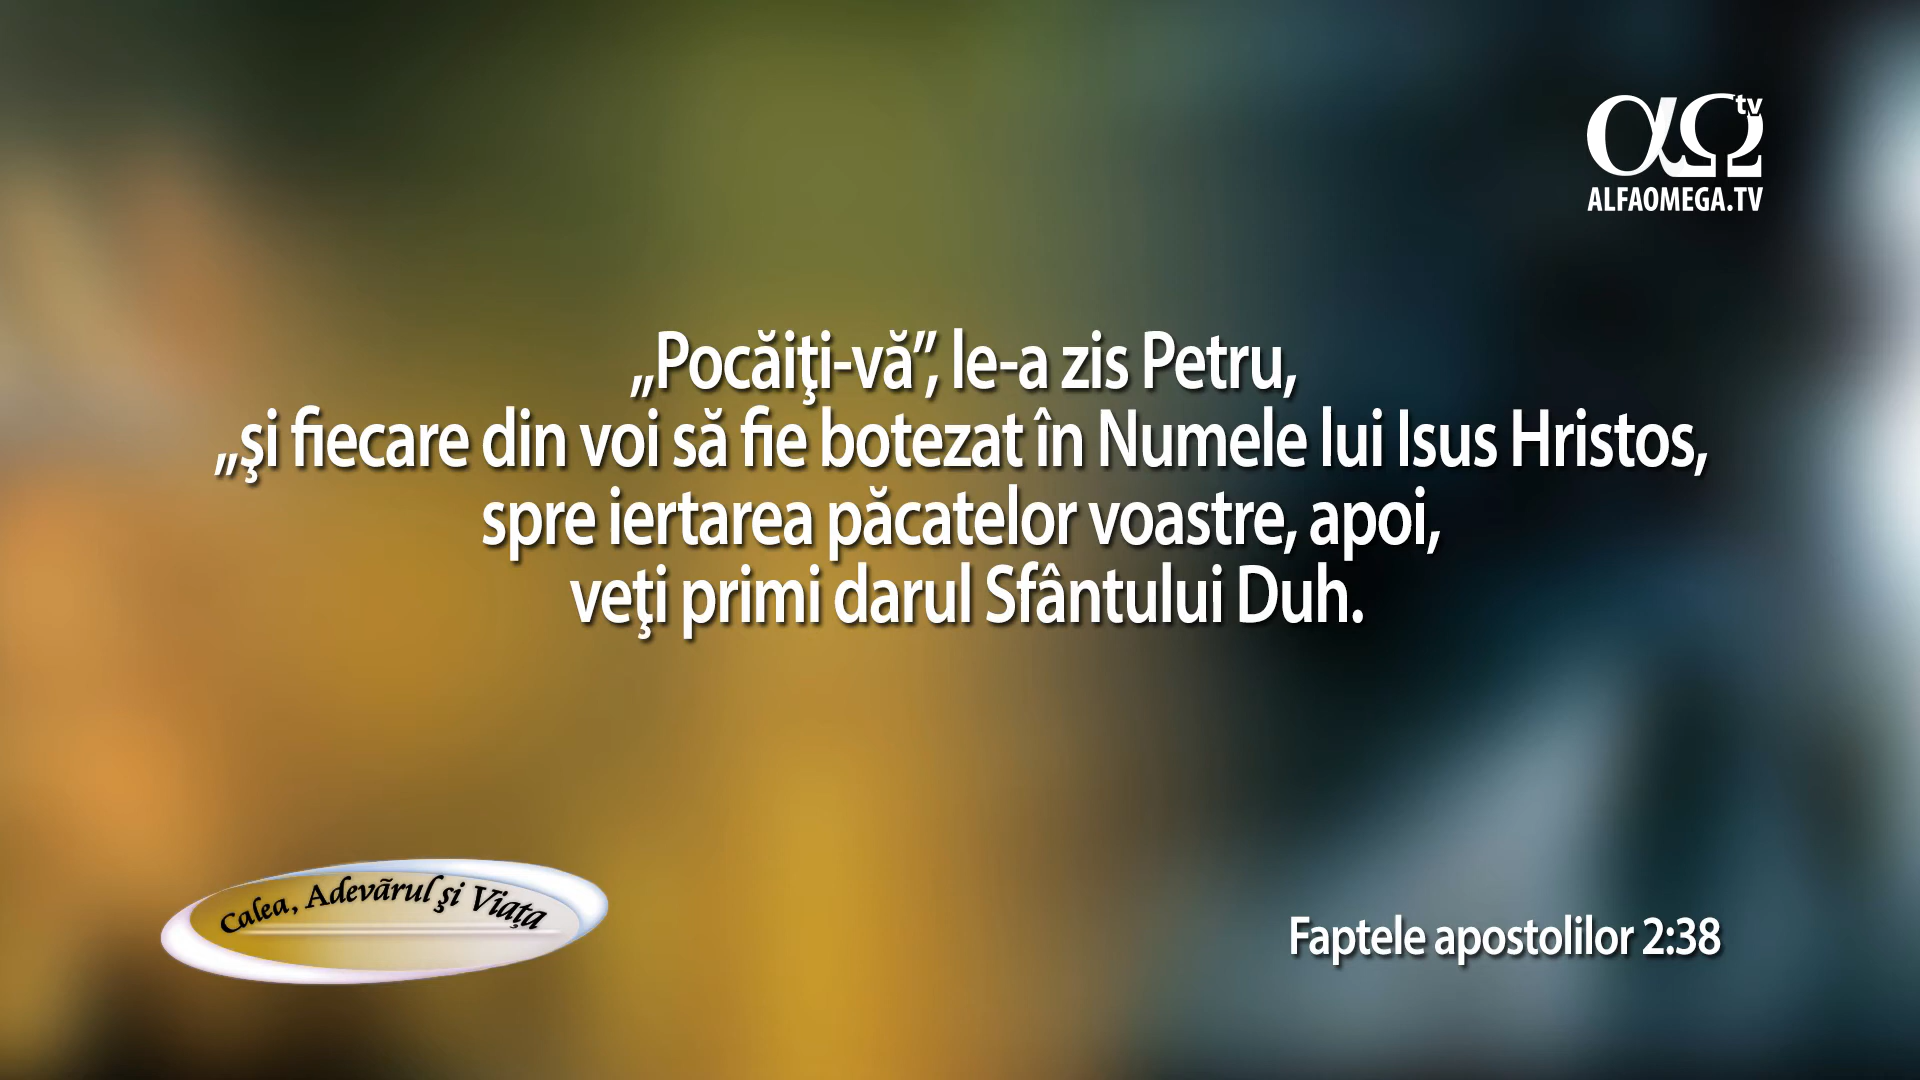 tv
αΩ
ALFAOMEGA.TV
„Pocăiţi-vă”, le-a zis Petru,
„şi fiecare din voi să fie botezat în Numele lui Isus Hristos,
spre iertarea păcatelor voastre, apoi,
veţi primi darul Sfântului Duh.
Calea, Adevãrul şi Viaţa
Faptele apostolilor 2:38